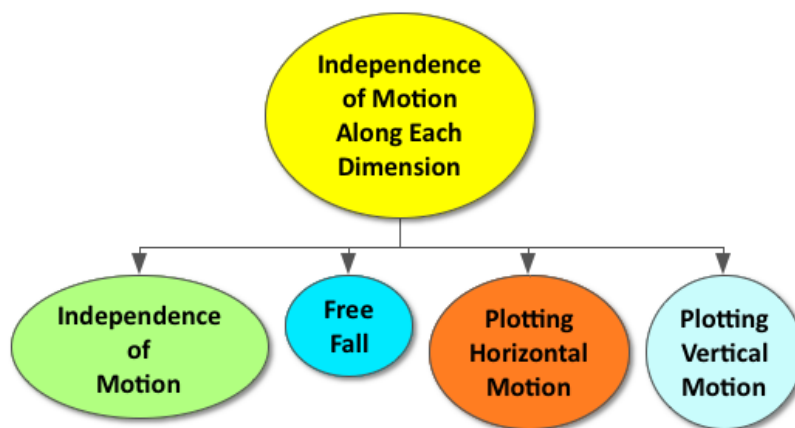 Independence
of Motion
Along Each
Dimension
Independence
of
Motion
Free
Fall
Plotting
Horizontal
Motion
Plotting
Vertical
Motion